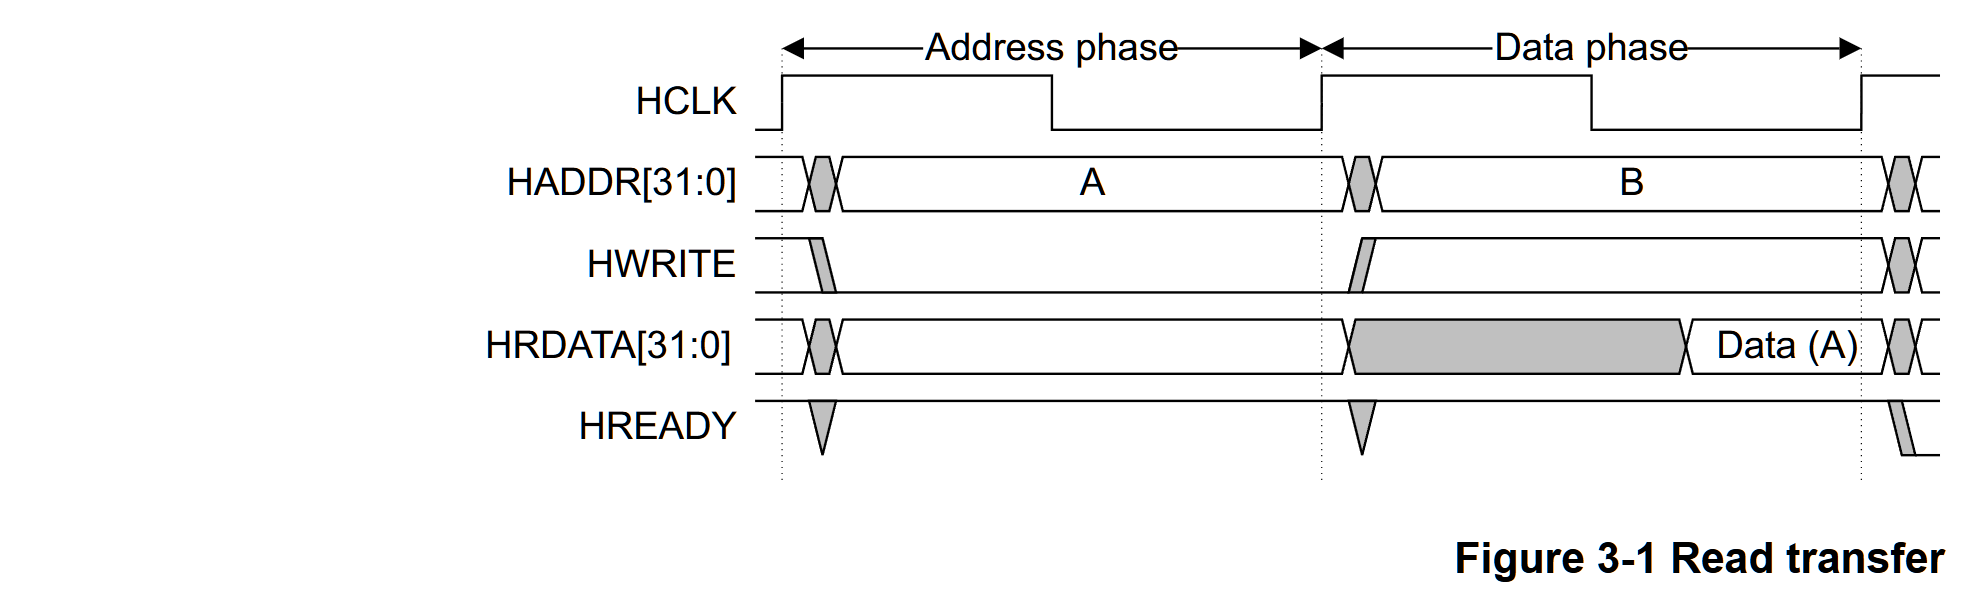 Address phase Data phase
HCLK
HADDR[31:0] A B
HWRITE
HRDATA[31:0] Data (A)
HREADY
Figure 3-1 Read transfer